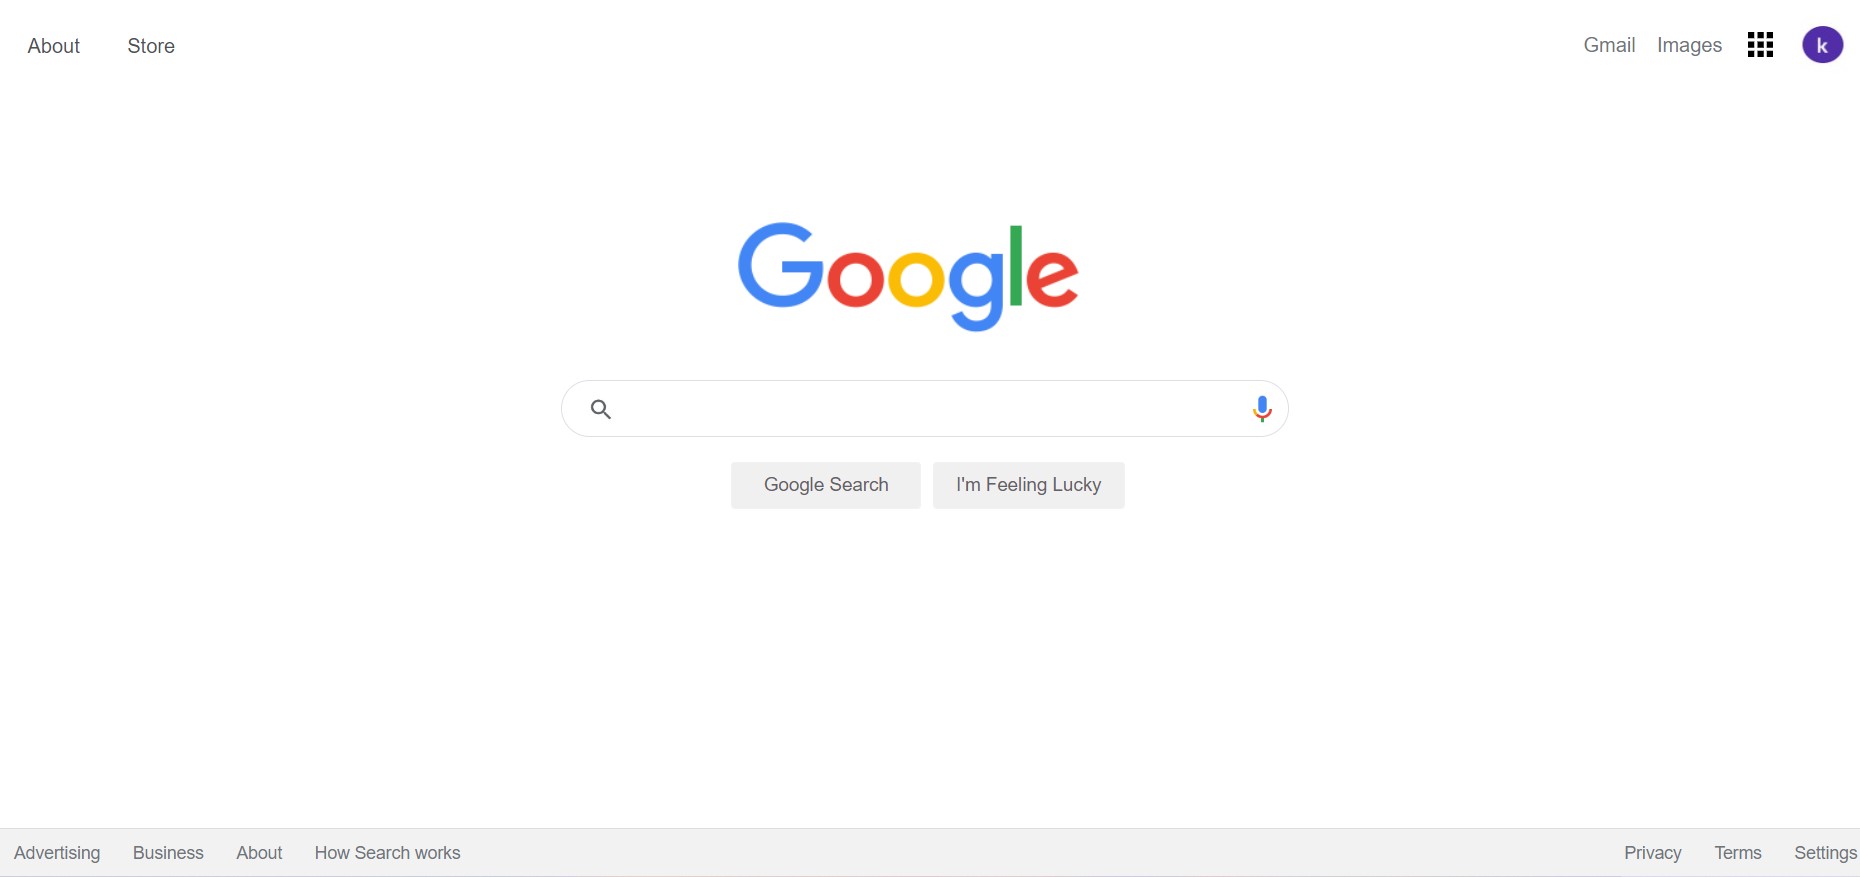 About Store Gmail Images k
Google
Google Search I'm Feeling Lucky
Advertising Business About How Search works Privacy Terms Settings